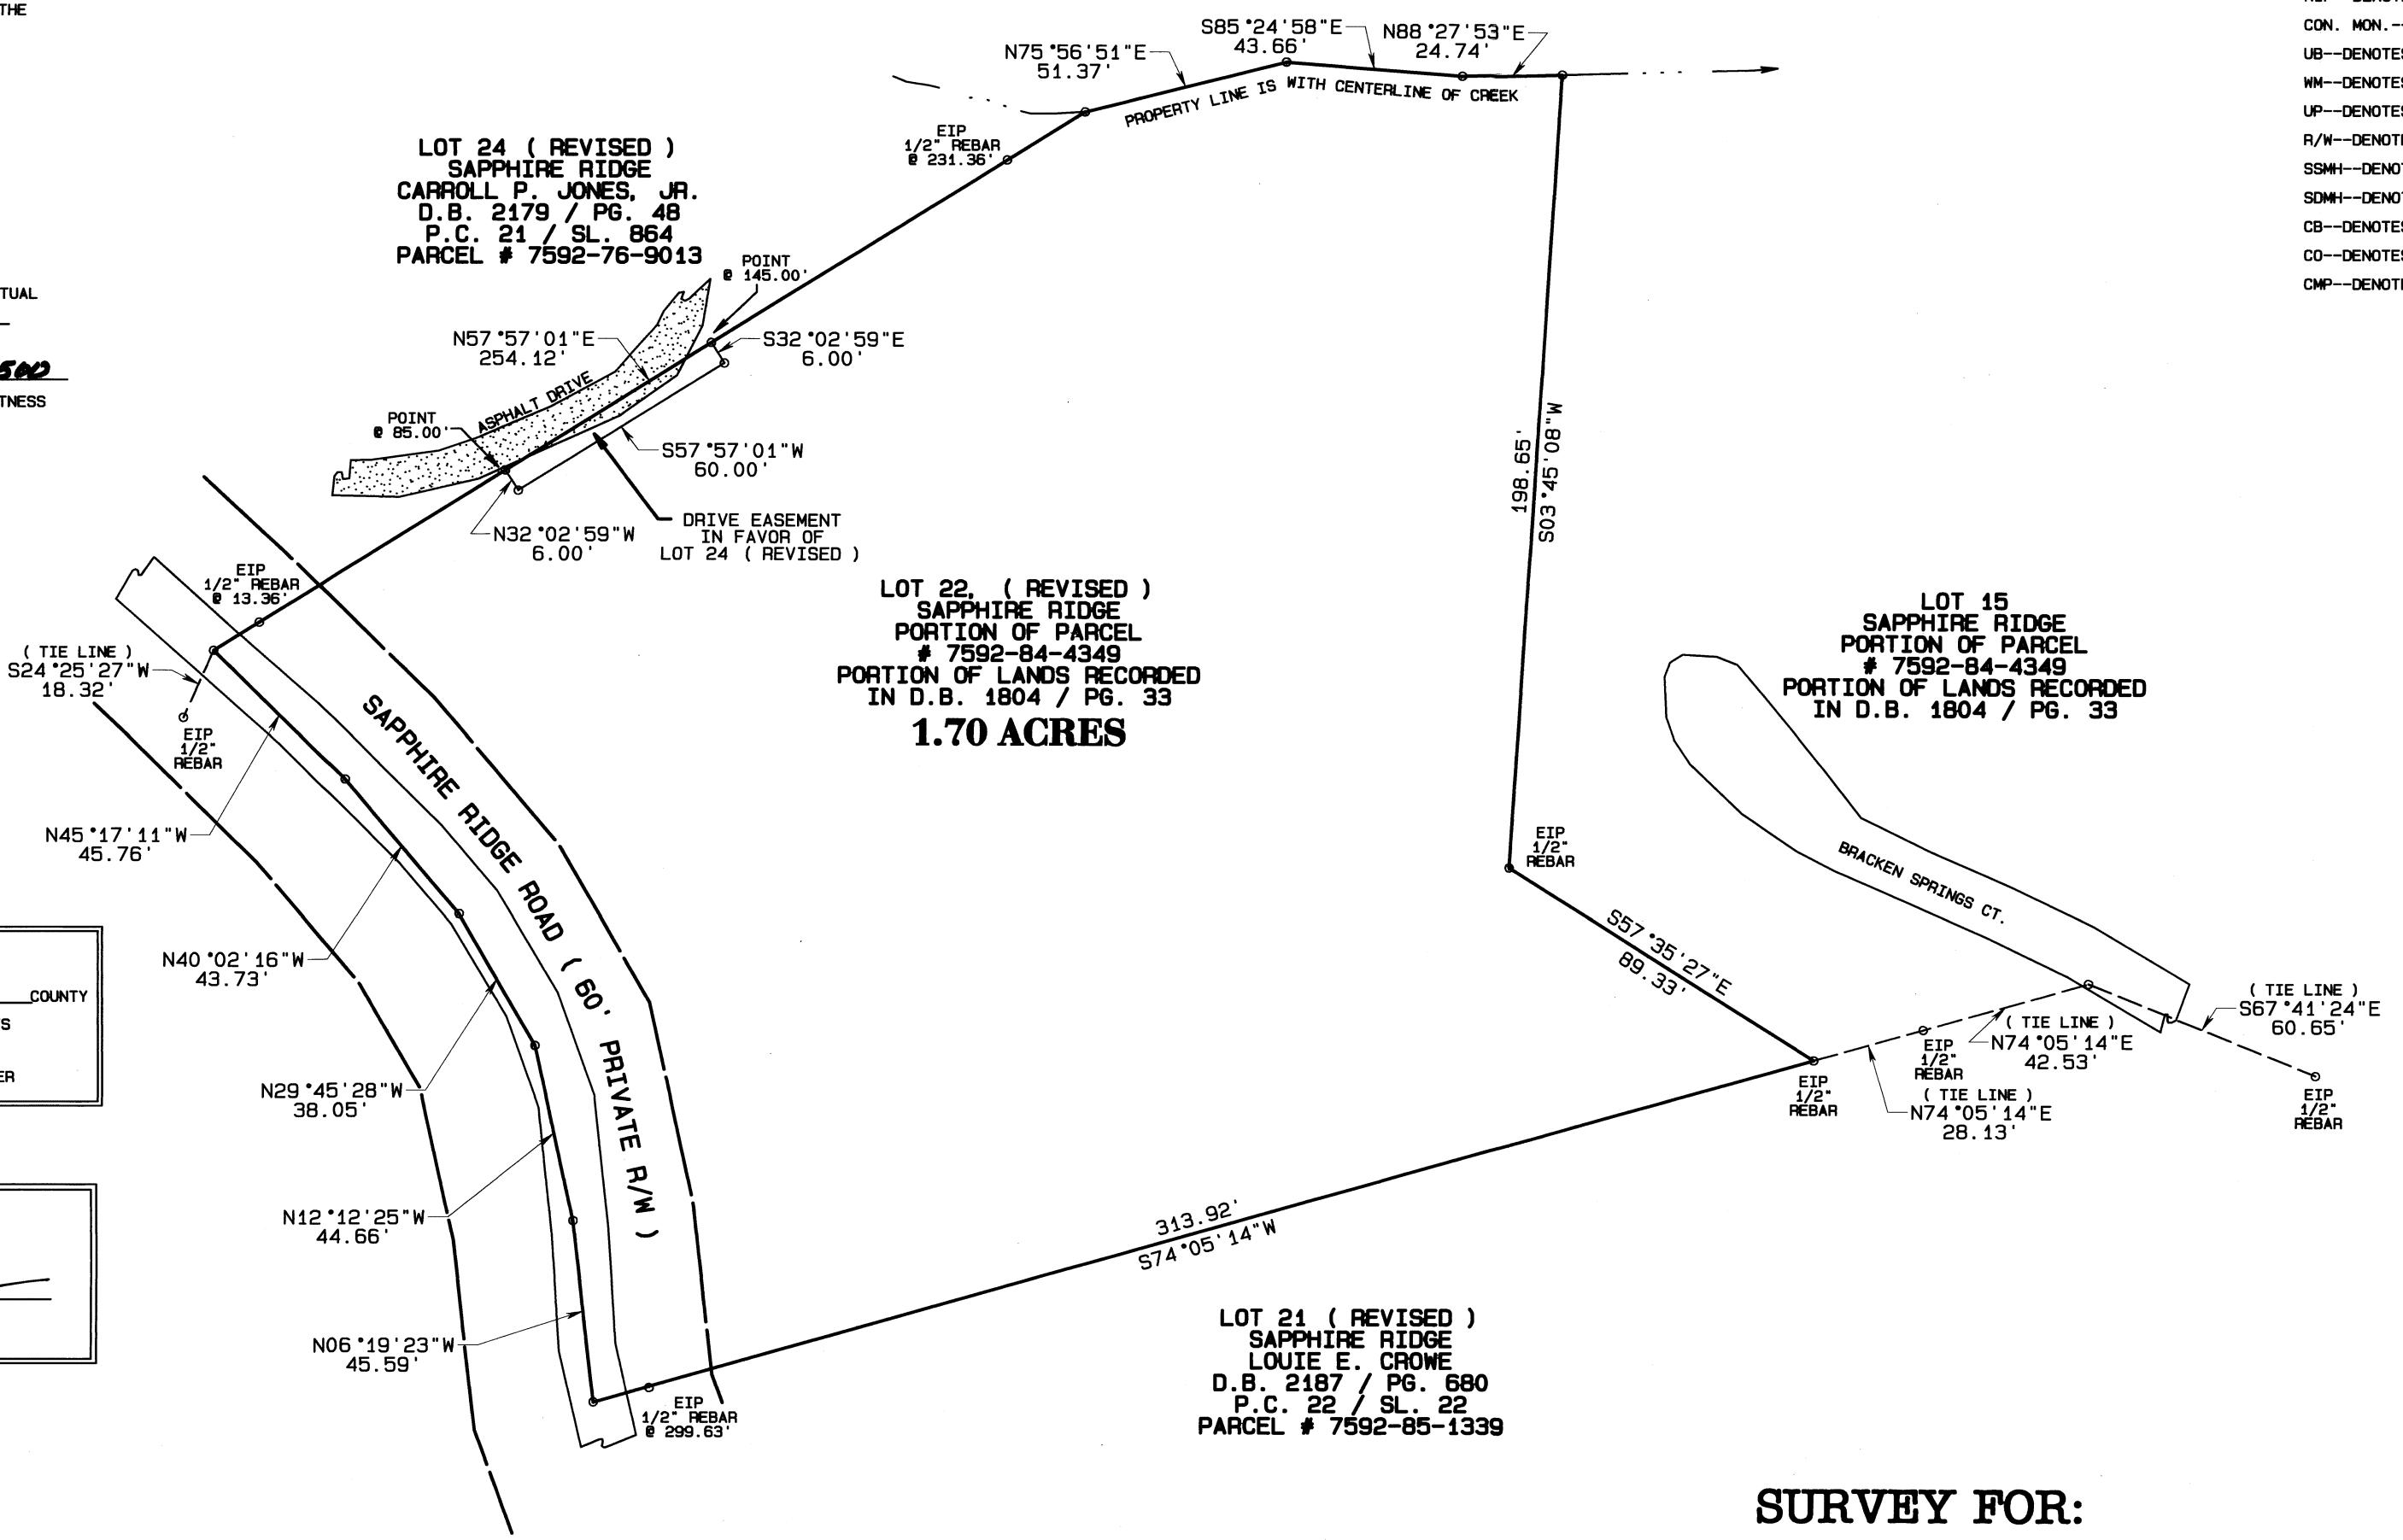 THE
TUAL
TNESS
COUNTY
S
ER
CON. MON.--
UB--DENOTES
WM--DENOTES
UP--DENOTES
R/W--DENOTE
SSMH--DENOT
SDMH--DENOT
CB--DENOTES
CO--DENOTES
CMP--DENOTE
S85°24'58"E
43.66'
N88°27'53"E
24.74'
N75°56'51"E
51.37'
PROPERTY LINE IS WITH CENTERLINE OF CREEK
EIP
1/2" REBAR
@ 231.36'
LOT 24 ( REVISED )
SAPPHIRE RIDGE
CARROLL P. JONES, JR.
D.B. 2179 / PG. 48
P.C. 21 / SL. 864
PARCEL # 7592-76-9013
POINT
@ 145.00'
N57°57'01"E
254.12'
S32°02'59"E
6.00'
ASPHALT DRIVE
POINT
@ 85.00'
S57°57'01"W
60.00'
N32°02'59"W
6.00'
DRIVE EASEMENT
IN FAVOR OF
LOT 24 ( REVISED )
198.65'
S03°45'08"W
EIP
1/2" REBAR
@ 13.36'
( TIE LINE )
S24°25'27"W
18.32'
EIP
1/2"
REBAR
LOT 22, ( REVISED )
SAPPHIRE RIDGE
PORTION OF PARCEL
# 7592-84-4349
PORTION OF LANDS RECORDED
IN D.B. 1804 / PG. 33
1.70 ACRES
LOT 15
SAPPHIRE RIDGE
PORTION OF PARCEL
# 7592-84-4349
PORTION OF LANDS RECORDED
IN D.B. 1804 / PG. 33
SAPPHIRE RIDGE ROAD ( 60' PRIVATE R/W )
N45°17'11"W
45.76'
N40°02'16"W
43.73'
N29°45'28"W
38.05'
N12°12'25"W
44.66'
N06°19'23"W
45.59'
EIP
1/2"
REBAR
BRACKEN SPRINGS CT.
S57°35'27"E
89.33'
( TIE LINE )
S67°41'24"E
60.65'
( TIE LINE )
N74°05'14"E
42.53'
EIP
1/2"
REBAR
EIP
1/2"
REBAR
( TIE LINE )
N74°05'14"E
28.13'
EIP
1/2"
REBAR
313.92'
S74°05'14"W
EIP
1/2" REBAR
@ 299.63'
LOT 21 ( REVISED )
SAPPHIRE RIDGE
LOUIE E. CROWE
D.B. 2187 / PG. 680
P.C. 22 / SL. 22
PARCEL # 7592-85-1339
SURVEY FOR: